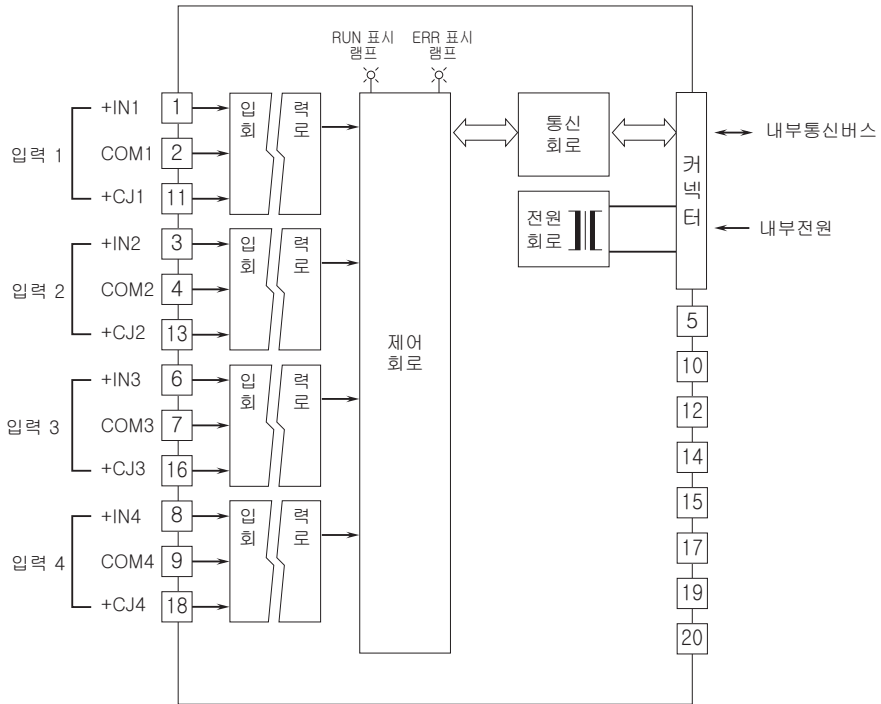 RUN 표시
램프
ERR 표시
램프
입력 1
+IN1
1
COM1
2
+CJ1
11
입 력
회 로
입력 2
+IN2
3
COM2
4
+CJ2
13
입 력
회 로
입력 3
+IN3
6
COM3
7
+CJ3
16
입 력
회 로
입력 4
+IN4
8
COM4
9
+CJ4
18
입 력
회 로
제어
회로
통신
회로
전원
회로
커
넥
터
내부통신버스
내부전원
5
10
12
14
15
17
19
20